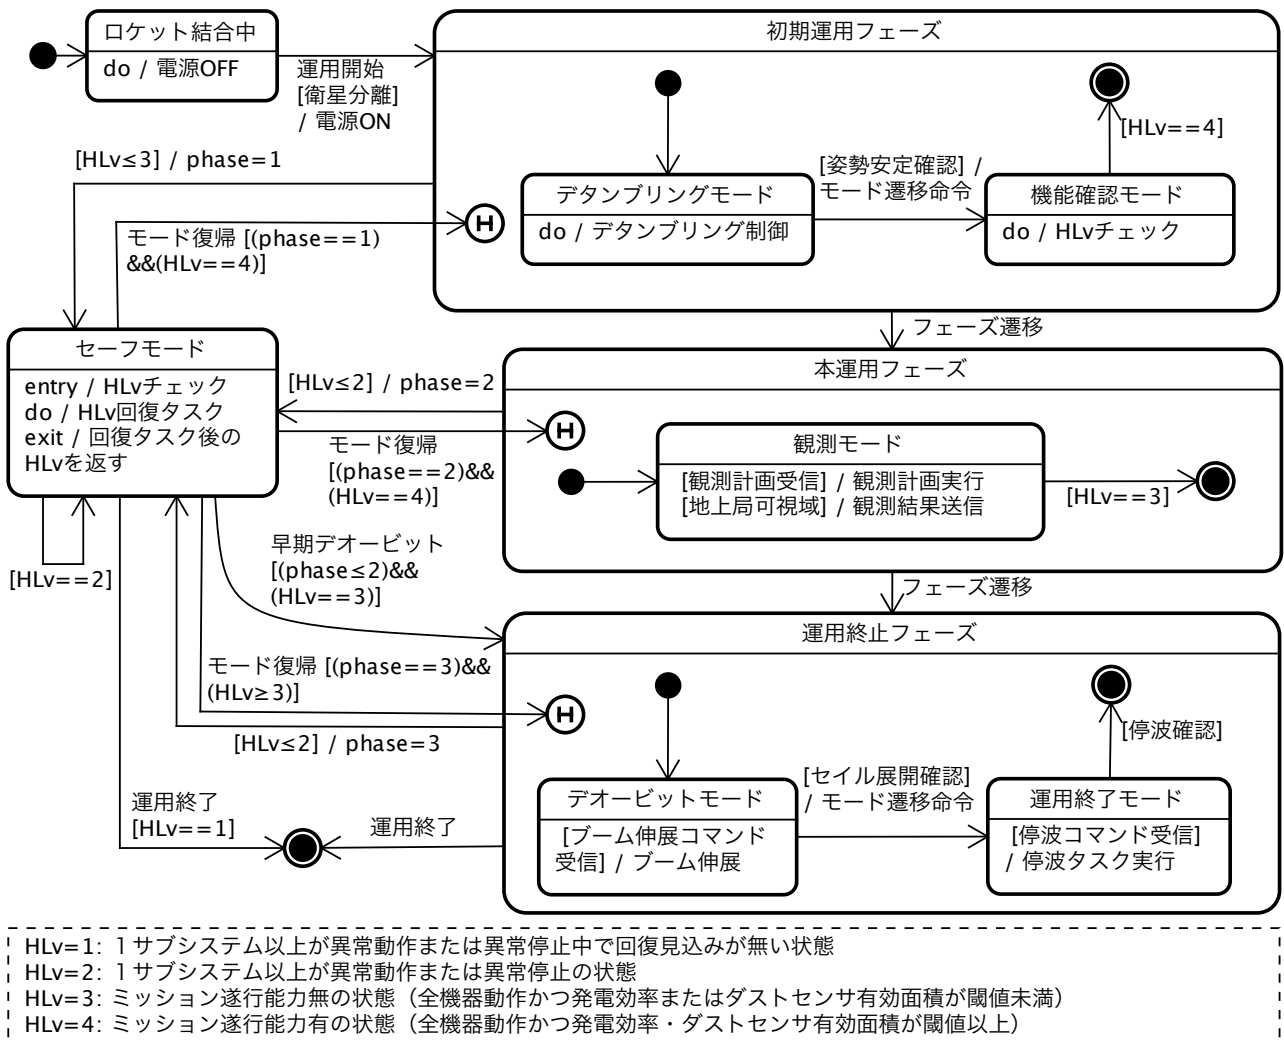 ロケット結合中
do / 電源OFF
運用開始
[衛星分離]
/ 電源ON
初期運用フェーズ
[HLv==4]
[HLv≤3] / phase=1
デタンブリングモード
do / デタンブリング制御
[姿勢安定確認] /
モード遷移命令
機能確認モード
do / HLvチェック
H
モード復帰 [(phase==1)
&&(HLv==4)]
フェーズ遷移
セーフモード
entry / HLvチェック
do / HLv回復タスク
exit / 回復タスク後の
HLvを返す
[HLv≤2] / phase=2
本運用フェーズ
H
モード復帰
[(phase==2)&&
(HLv==4)]
観測モード
[観測計画受信] / 観測計画実行
[地上局可視域] / 観測結果送信
[HLv==3]
[HLv==2]
早期デオービット
[(phase≤2)&&
(HLv==3)]
フェーズ遷移
運用終止フェーズ
モード復帰 [(phase==3)&&
(HLv≥3)]
H
[HLv≤2] / phase=3
[停波確認]
デオービットモード
[ブーム伸展コマンド
受信] / ブーム伸展
[セイル展開確認]
/ モード遷移命令
運用終了モード
[停波コマンド受信]
/ 停波タスク実行
運用終了
[HLv==1]
運用終了
HLv=1: １サブシステム以上が異常動作または異常停止中で回復見込みが無い状態
HLv=2: １サブシステム以上が異常動作または異常停止の状態
HLv=3: ミッション遂行能力無の状態（全機器動作かつ発電効率またはダストセンサ有効面積が閾値未満）
HLv=4: ミッション遂行能力有の状態（全機器動作かつ発電効率・ダストセンサ有効面積が閾値以上）